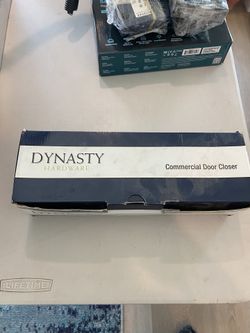 DYNASTY
HARDWARE
Commercial Door Closer
LIFETIME